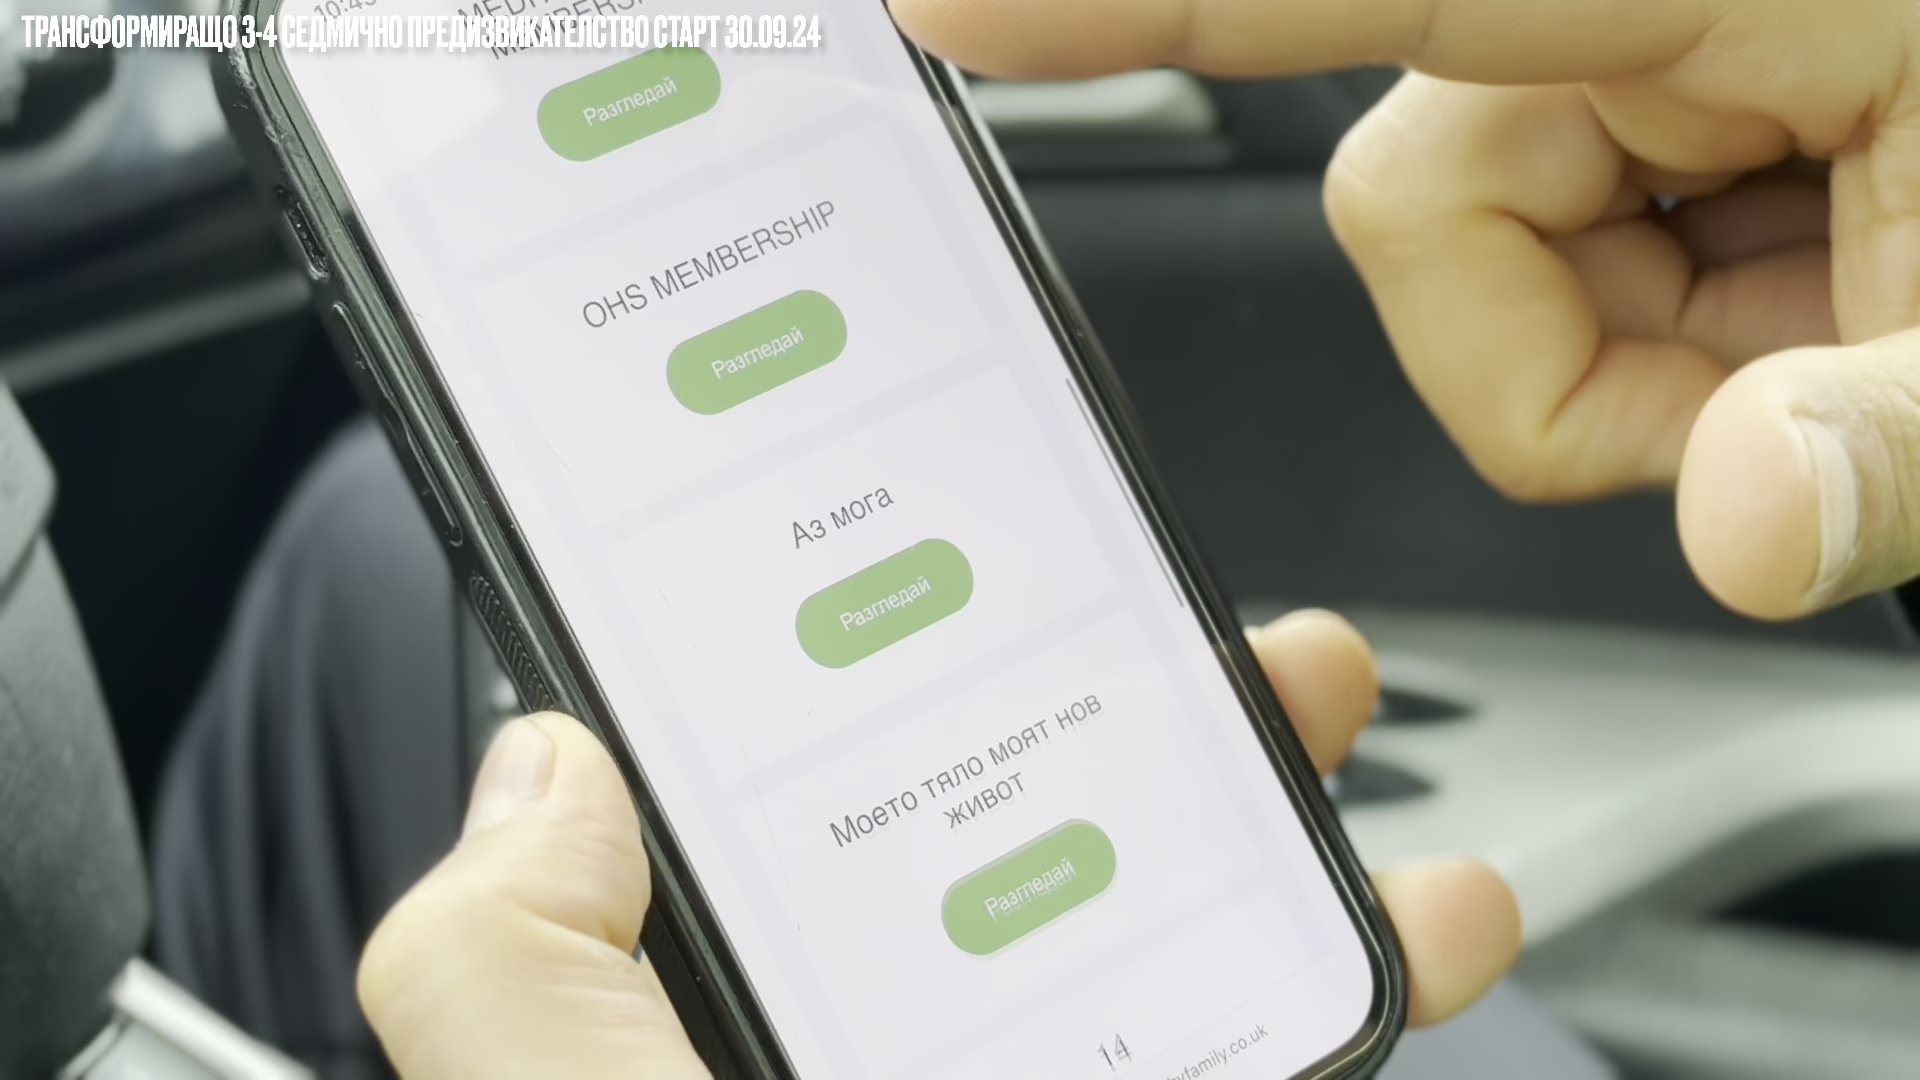 ТРАНСФОРМИРАЩО 3-4 СЕДМИЧНО ПРЕДИЗВИКАТЕЛСТВО СТАРТ 30.09.24
Разгледай
OHS MEMBERSHIP
Разгледай
Аз мога
Разгледай
Моето тяло моят нов
живот
Разгледай
14